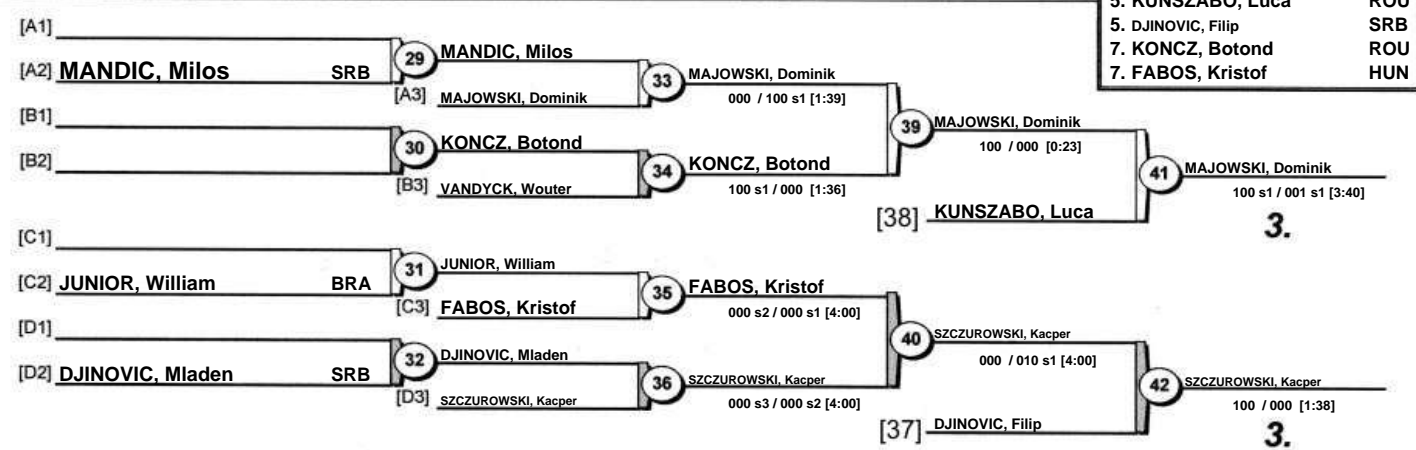 5. KUNSZABO, Luca ROU
5. DJINOVIC, Filip SRB
7. KONCZ, Botond ROU
7. FABOS, Kristof HUN
[A1]
[A2] MANDIC, Milos SRB
29
MANDIC, Milos
[A3] MAJOWSKI, Dominik
33
MAJOWSKI, Dominik
000 / 100 s1 [1:39]
[B1]
[B2]
30
KONCZ, Botond
[B3] VANDYCK, Wouter
34
KONCZ, Botond
100 s1 / 000 [1:36]
39
MAJOWSKI, Dominik
100 / 000 [0:23]
[38] KUNSZABO, Luca
41
MAJOWSKI, Dominik
100 s1 / 001 s1 [3:40]
3.
[C1]
[C2] JUNIOR, William BRA
31
JUNIOR, William
[C3] FABOS, Kristof
35
FABOS, Kristof
000 s2 / 000 s1 [4:00]
[D1]
[D2] DJINOVIC, Mladen SRB
32
DJINOVIC, Mladen
[D3] SZCZUROWSKI, Kacper
36
SZCZUROWSKI, Kacper
000 s3 / 000 s2 [4:00]
40
SZCZUROWSKI, Kacper
000 / 010 s1 [4:00]
[37] DJINOVIC, Filip
42
SZCZUROWSKI, Kacper
100 / 000 [1:38]
3.